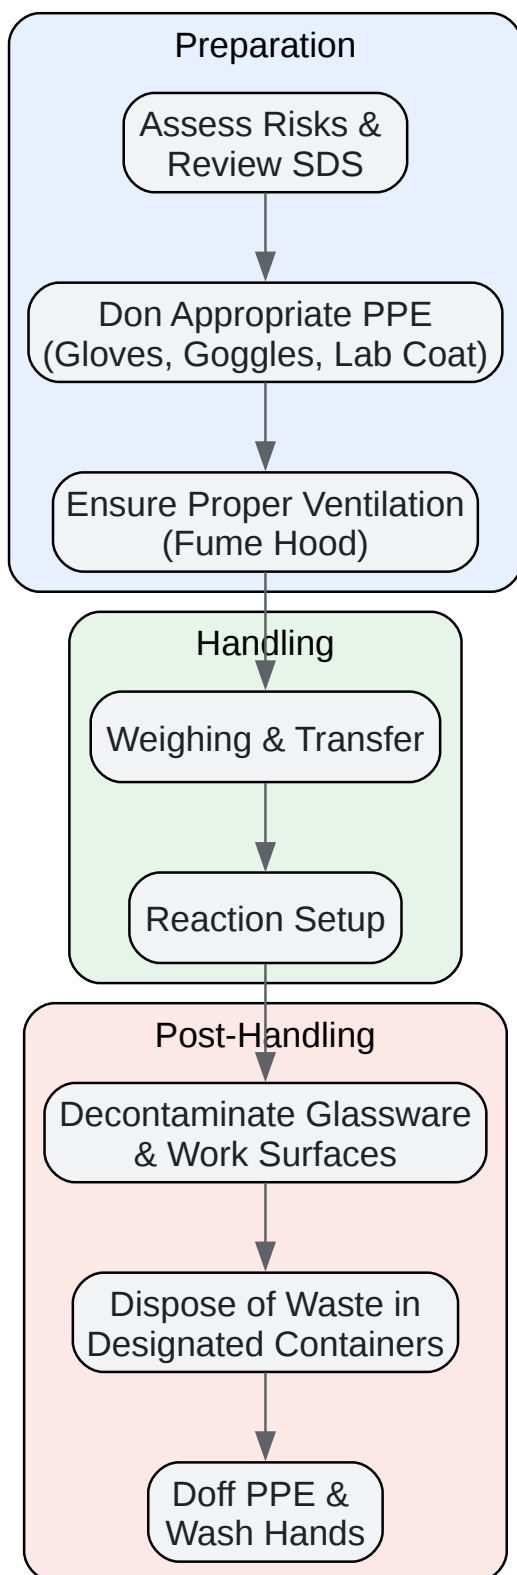 Preparation
Assess Risks &
Review SDS
Don Appropriate PPE
(Gloves, Goggles, Lab Coat)
Ensure Proper Ventilation
(Fume Hood)
Handling
Weighing & Transfer
Reaction Setup
Post-Handling
Decontaminate Glassware
& Work Surfaces
Dispose of Waste in
Designated Containers
Doff PPE &
Wash Hands